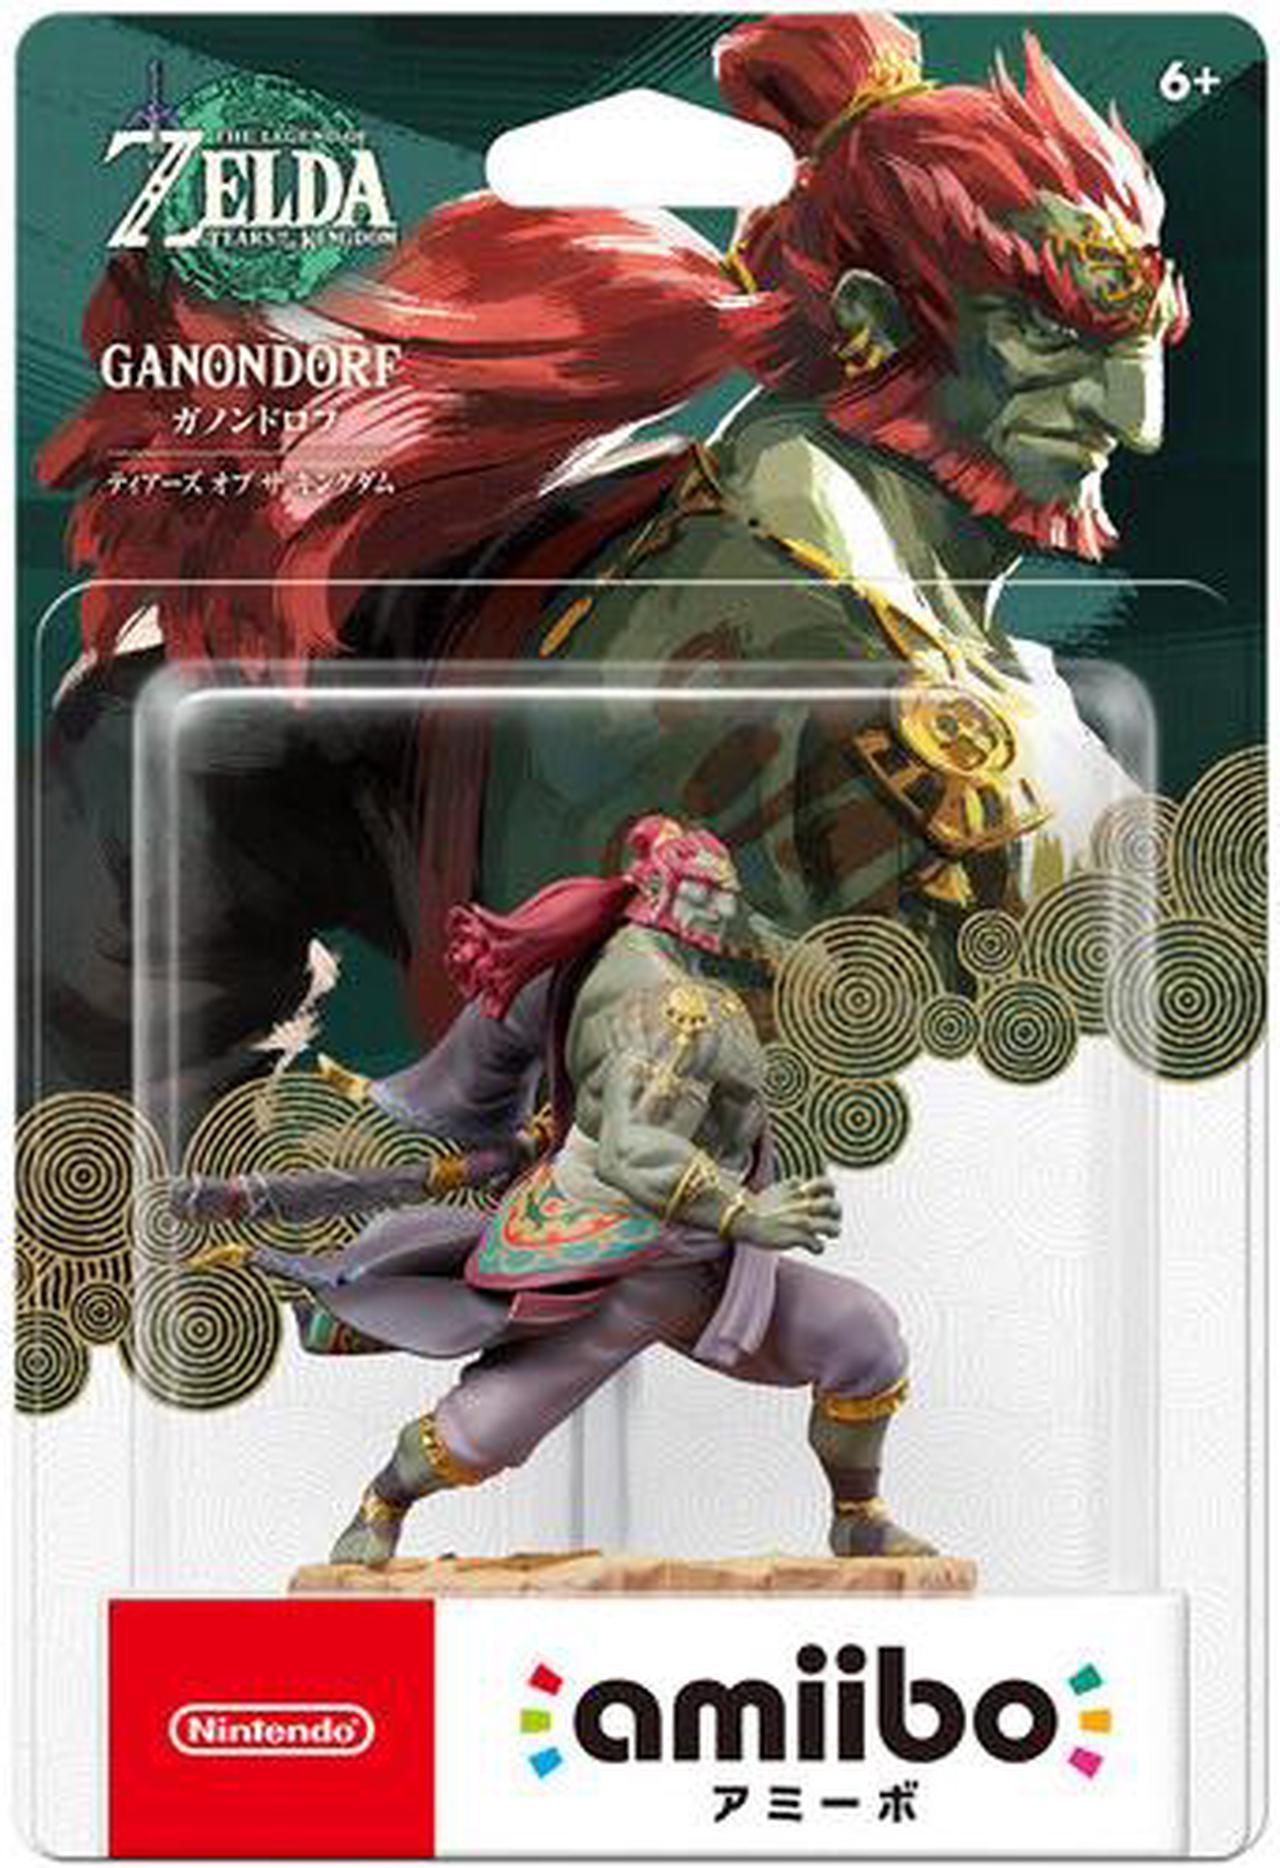 6+
THE LEGEND OF
ZELDA
TEARS OF THE KINGDOM
GANONDORF
ガノンドロフ
ティアーズ オブ ザ キングダム
Nintendo
amiibo
アミーボ